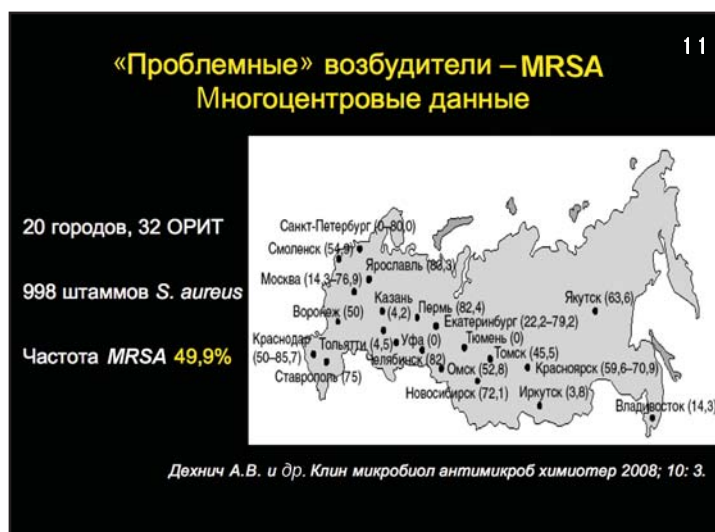 11
«Проблемные» возбудители – MRSA
Многоцентровые данные
20 городов, 32 ОРИТ
998 штаммов S. aureus
Частота MRSA 49,9%
Санкт-Петербург (0–80,0)
Смоленск (54,9)
Ярославль (83,3)
Москва (14,3–76,9)
Казань
(4,2)
Пермь (82,4)
Якутск (63,6)
Воронеж (50)
Екатеринбург (22,2–79,2)
Краснодар
(50–85,7)
Тольятти (4,5)
Уфа (0)
Тюмень (0)
Челябинск (82)
Томск (45,5)
Ставрополь (75)
Омск (52,8)
Красноярск (59,6–70,9)
Новосибирск (72,1)
Иркутск (3,8)
Владивосток (14,3)
Дехнич А.В. и др. Клин микробиол антимикроб химиотер 2008; 10: 3.